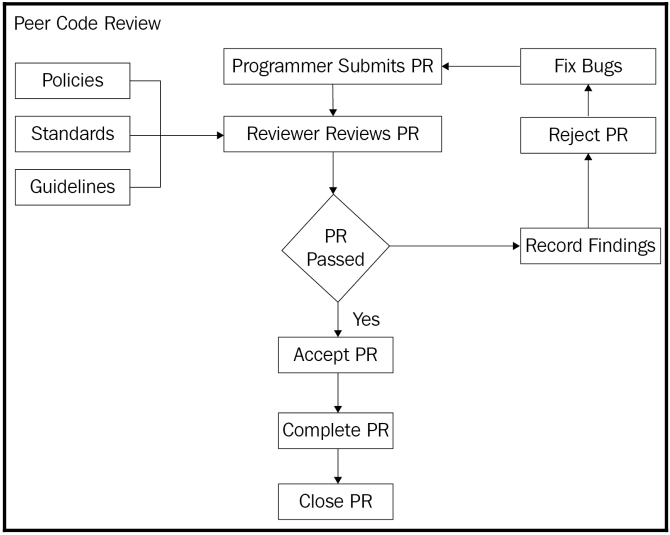 Peer Code Review
Policies
Standards
Guidelines
Programmer Submits PR
Reviewer Reviews PR
PR
Passed
Yes
Accept PR
Complete PR
Close PR
Fix Bugs
Reject PR
Record Findings